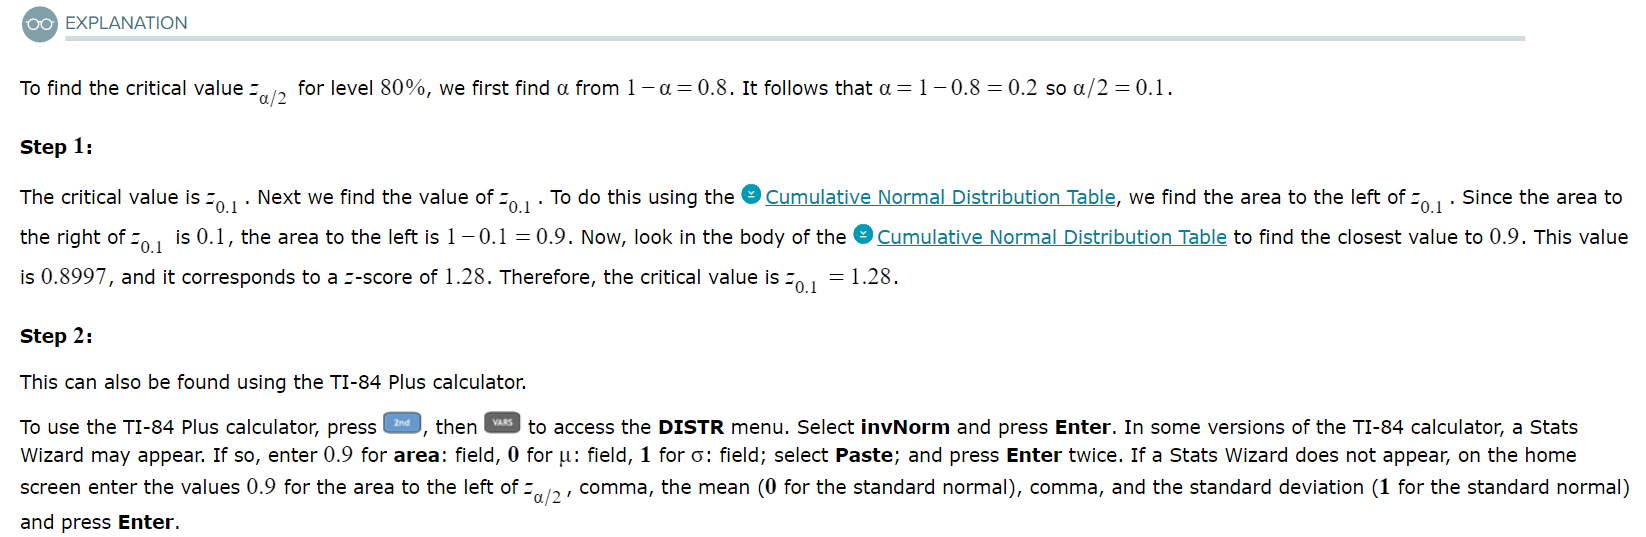 EXPLANATION
To find the critical value z_{α/2} for level 80%, we first find α from 1 − α = 0.8. It follows that α = 1 − 0.8 = 0.2 so α/2 = 0.1.
Step 1:
The critical value is z_{0.1}. Next we find the value of z_{0.1}. To do this using the Cumulative Normal Distribution Table, we find the area to the left of z_{0.1}. Since the area to
the right of z_{0.1} is 0.1, the area to the left is 1 − 0.1 = 0.9. Now, look in the body of the Cumulative Normal Distribution Table to find the closest value to 0.9. This value
is 0.8997, and it corresponds to a z-score of 1.28. Therefore, the critical value is z_{0.1} = 1.28.
Step 2:
This can also be found using the TI-84 Plus calculator.
To use the TI-84 Plus calculator, press 2nd, then VARS to access the DISTR menu. Select invNorm and press Enter. In some versions of the TI-84 calculator, a Stats
Wizard may appear. If so, enter 0.9 for area: field, 0 for μ: field, 1 for σ: field; select Paste; and press Enter twice. If a Stats Wizard does not appear, on the home
screen enter the values 0.9 for the area to the left of z_{α/2}, comma, the mean (0 for the standard normal), comma, and the standard deviation (1 for the standard normal)
and press Enter.